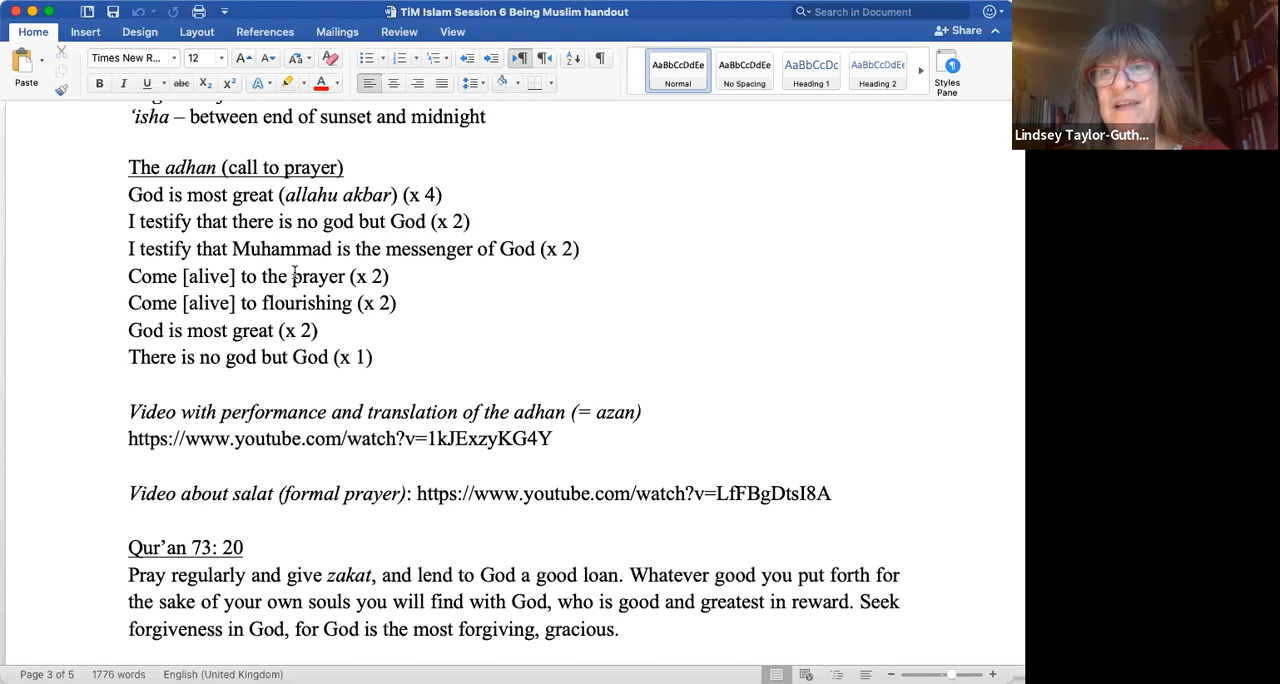 TiM Islam Session 6 Being Muslim handout
Search in Document
Home Insert Design Layout References Mailings Review View
Share
Paste
Times New R... 12
AaBbCcDdEe AaBbCcDdEe AaBbCcDc AaBbCcDdEe
Normal No Spacing Heading 1 Heading 2
Styles
Pane
Lindsey Taylor-Guth...
‘isha – between end of sunset and midnight
The adhan (call to prayer)
God is most great (allahu akbar) (x 4)
I testify that there is no god but God (x 2)
I testify that Muhammad is the messenger of God (x 2)
Come [alive] to the prayer (x 2)
Come [alive] to flourishing (x 2)
God is most great (x 2)
There is no god but God (x 1)
Video with performance and translation of the adhan (= azan)
https://www.youtube.com/watch?v=1kJExzyKG4Y
Video about salat (formal prayer): https://www.youtube.com/watch?v=LfFBgDtsI8A
Qur’an 73: 20
Pray regularly and give zakat, and lend to God a good loan. Whatever good you put forth for
the sake of your own souls you will find with God, who is good and greatest in reward. Seek
forgiveness in God, for God is the most forgiving, gracious.
Page 3 of 5 1776 words English (United Kingdom)